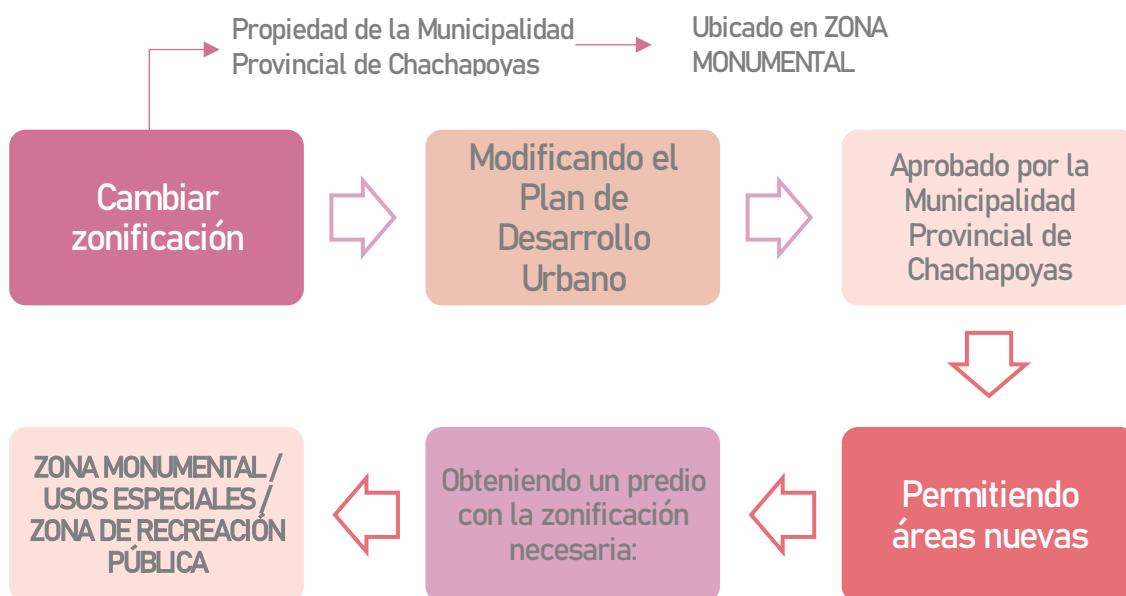 Propiedad de la Municipalidad
Provincial de Chachapoyas
Ubicado en ZONA
MONUMENTAL
Cambiar
zonificación
Modificando el
Plan de
Desarrollo
Urbano
Aprobado por la
Municipalidad
Provincial de
Chachapoyas
Permitiendo
áreas nuevas
Obteniendo un predio
con la zonificación
necesaria:
ZONA MONUMENTAL /
USOS ESPECIALES /
ZONA DE RECREACIÓN
PÚBLICA